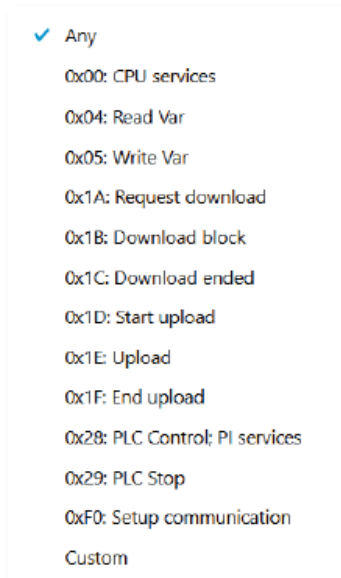 Any
0x00: CPU services
0x04: Read Var
0x05: Write Var
0x1A: Request download
0x1B: Download block
0x1C: Download ended
0x1D: Start upload
0x1E: Upload
0x1F: End upload
0x28: PLC Control; PI services
0x29: PLC Stop
0xF0: Setup communication
Custom